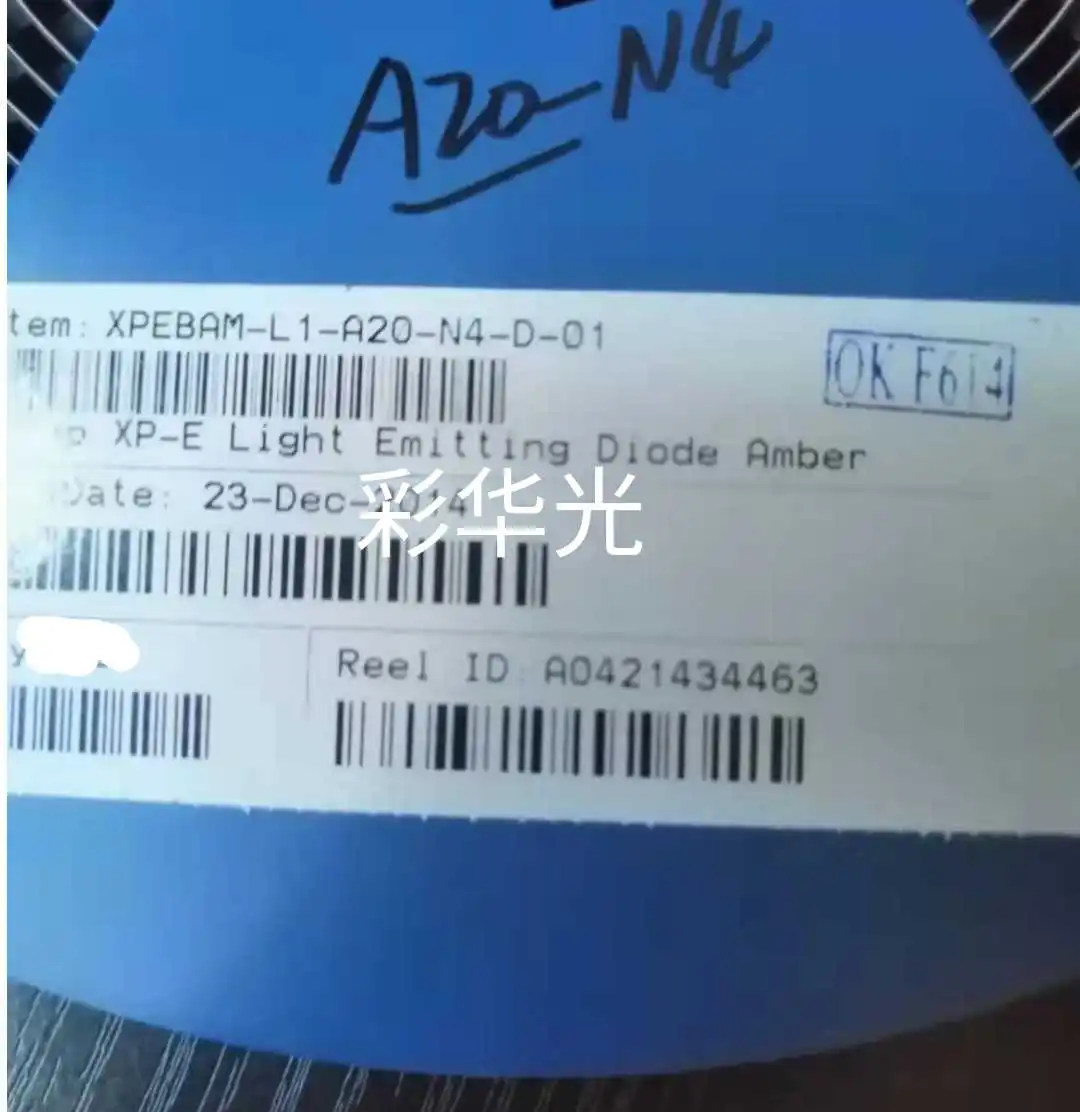 A20-N4
tem: XPEBAM-L1-A20-N4-D-01
OK F614
XP-E Light Emitting Diode Amber
Date: 23-Dec-2014
彩华光
Reel ID: A0421434463